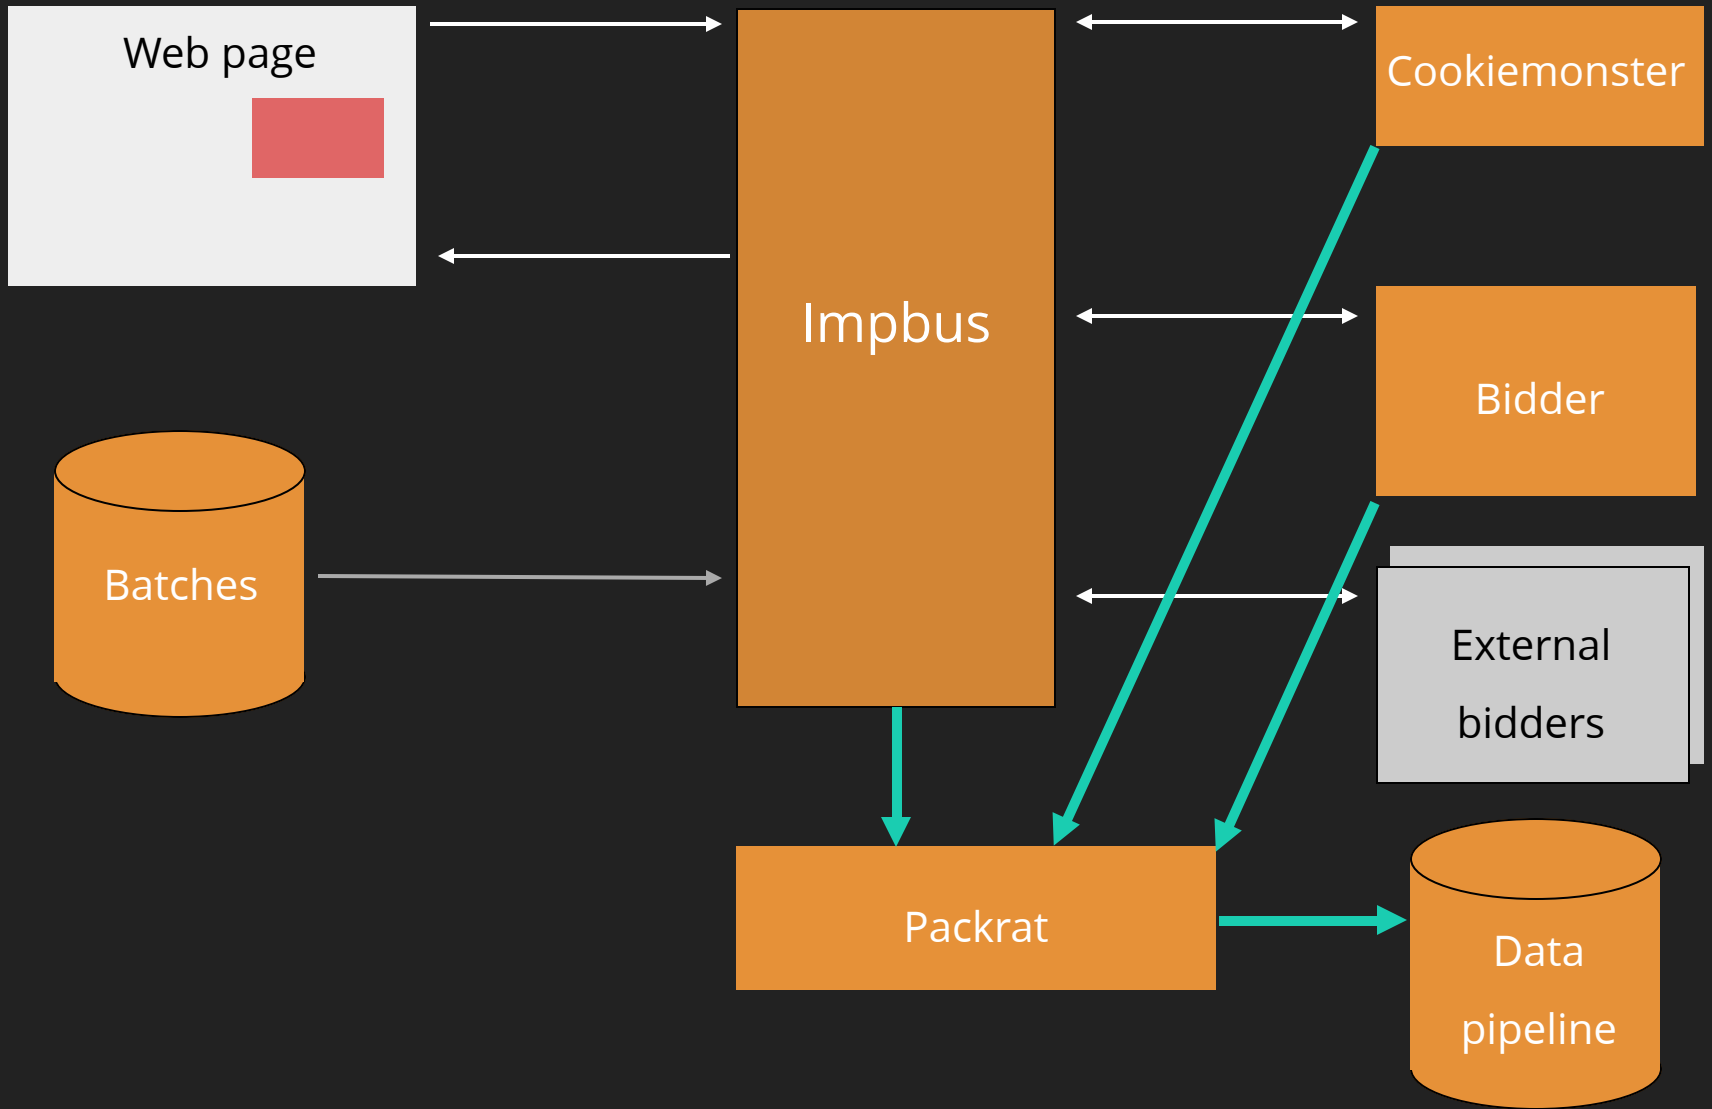 Web page
Cookiemonster
Impbus
Bidder
Batches
External
bidders
Packrat
Data
pipeline